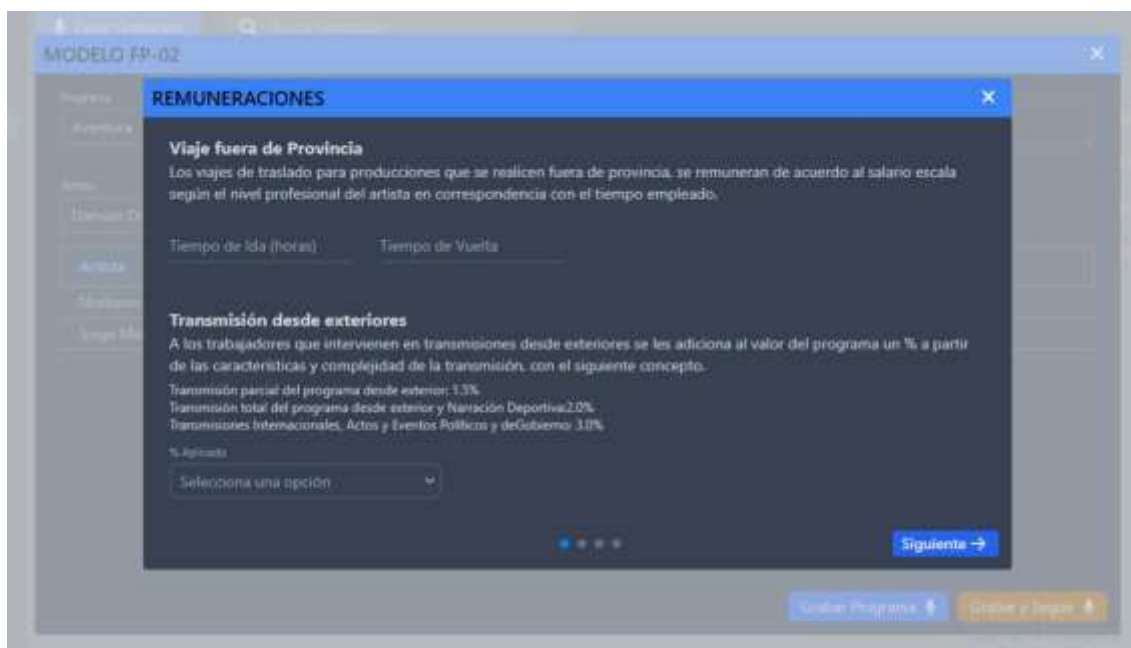 MODELO FP-02
Programa
REMUNERACIONES
Aventura
Viaje fuera de Provincia
Los viajes de traslado para producciones que se realicen fuera de provincia, se remuneran de acuerdo al salario escala
según el nivel profesional del artista en correspondencia con el tiempo empleado.
Tiempo de Ida (horas) Tiempo de Vuelta
Artista
Transmisión desde exteriores
A los trabajadores que intervienen en transmisiones desde exteriores se les adiciona al valor del programa un % a partir
de las características y complejidad de la transmisión, con el siguiente concepto.
Transmisión parcial del programa desde exterior: 1.5%
Transmisión total del programa desde exterior y Narración Deportiva:2.0%
Transmisiones Internacionales, Actos y Eventos Políticos y deGobierno: 3.0%
% Aplicado
Selecciona una opción
Siguiente
Grabar Programa Grabar y Seguir